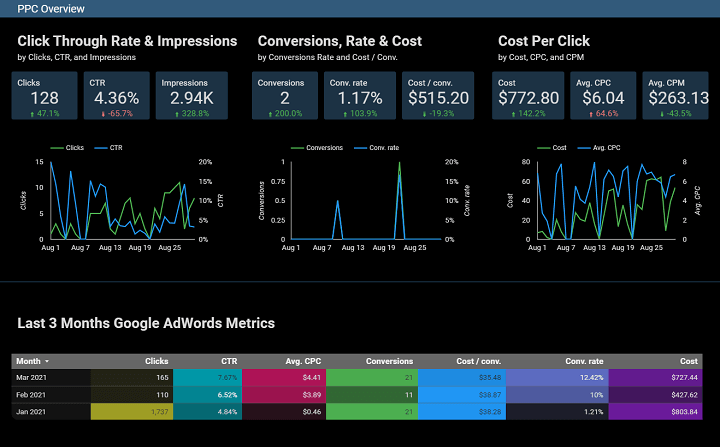 PPC Overview
Click Through Rate & Impressions
by Clicks, CTR, and Impressions
Clicks
128
47.1%
CTR
4.36%
-65.7%
Impressions
2.94K
328.8%
Clicks CTR
15
10
5
0
Clicks
20%
15%
10%
5%
0%
CTR
Aug 1 Aug 7 Aug 13 Aug 19 Aug 25
Conversions, Rate & Cost
by Conversions Rate and Cost / Conv.
Conversions
2
200.0%
Conv. rate
1.17%
103.9%
Cost / conv.
$515.20
-19.3%
Conversions Conv. rate
1
0.75
0.5
0.25
0
Conversions
20%
15%
10%
5%
0%
Conv. rate
Aug 1 Aug 7 Aug 13 Aug 19 Aug 25
Cost Per Click
by Cost, CPC, and CPM
Cost
$772.80
142.2%
Avg. CPC
$6.04
64.6%
Avg. CPM
$263.13
-43.5%
Cost Avg. CPC
80
60
40
20
0
Cost
8
6
4
2
0
Avg. CPC
Aug 1 Aug 7 Aug 13 Aug 19 Aug 25
Last 3 Months Google AdWords Metrics
Month Clicks CTR Avg. CPC Conversions Cost / conv. Conv. rate Cost
Mar 2021 165 7.67% $4.41 21 $35.48 12.42% $727.44
Feb 2021 110 6.52% $3.89 11 $38.87 10% $427.62
Jan 2021 1,737 4.84% $0.46 21 $38.28 1.21% $803.84